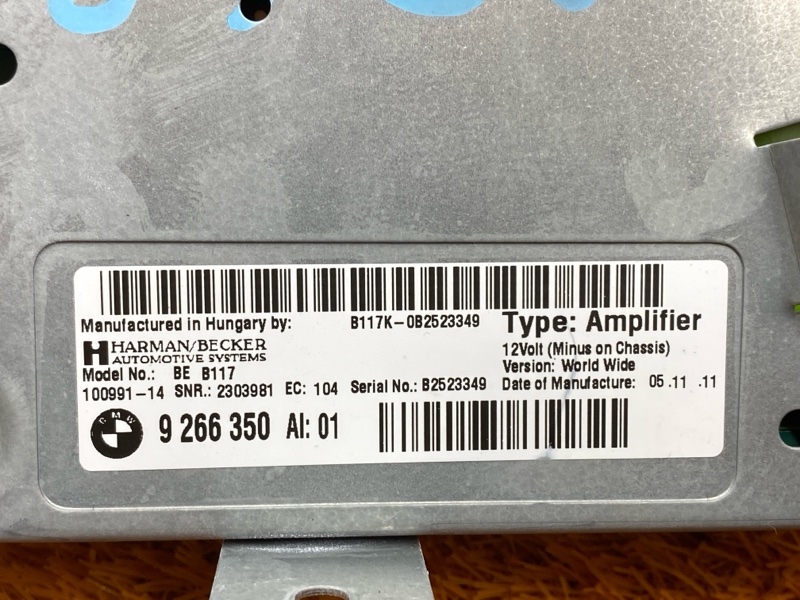 Manufactured in Hungary by: B117K-0B2523349 Type: Amplifier
HARMAN/BECKER 12Volt (Minus on Chassis)
AUTOMOTIVE SYSTEMS Version: World Wide
Model No.: BE B117
100991-14 SNR.: 2303981 EC: 104 Serial No.: B2523349 Date of Manufacture: 05.11 .11
BMW 9 266 350 AI: 01